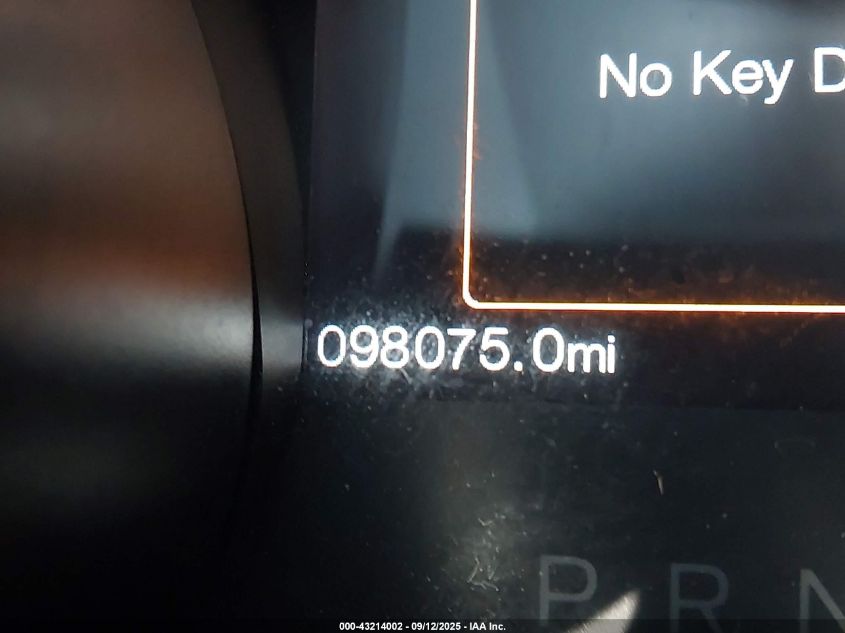 No Key D
098075.0mi
P R N
000-43214002 - 09/12/2025 - IAA Inc.